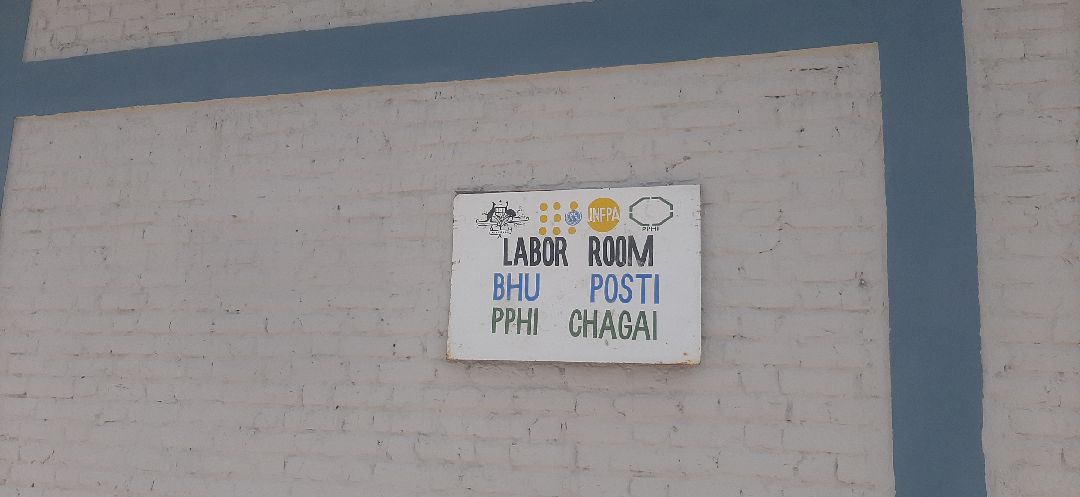 UNFPA
PPHI
LABOR ROOM
BHU POSTI
PPHI CHAGAI